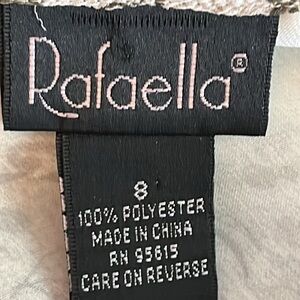 Rafaella®
8
100% POLYESTER
MADE IN CHINA
RN 95615
CARE ON REVERSE